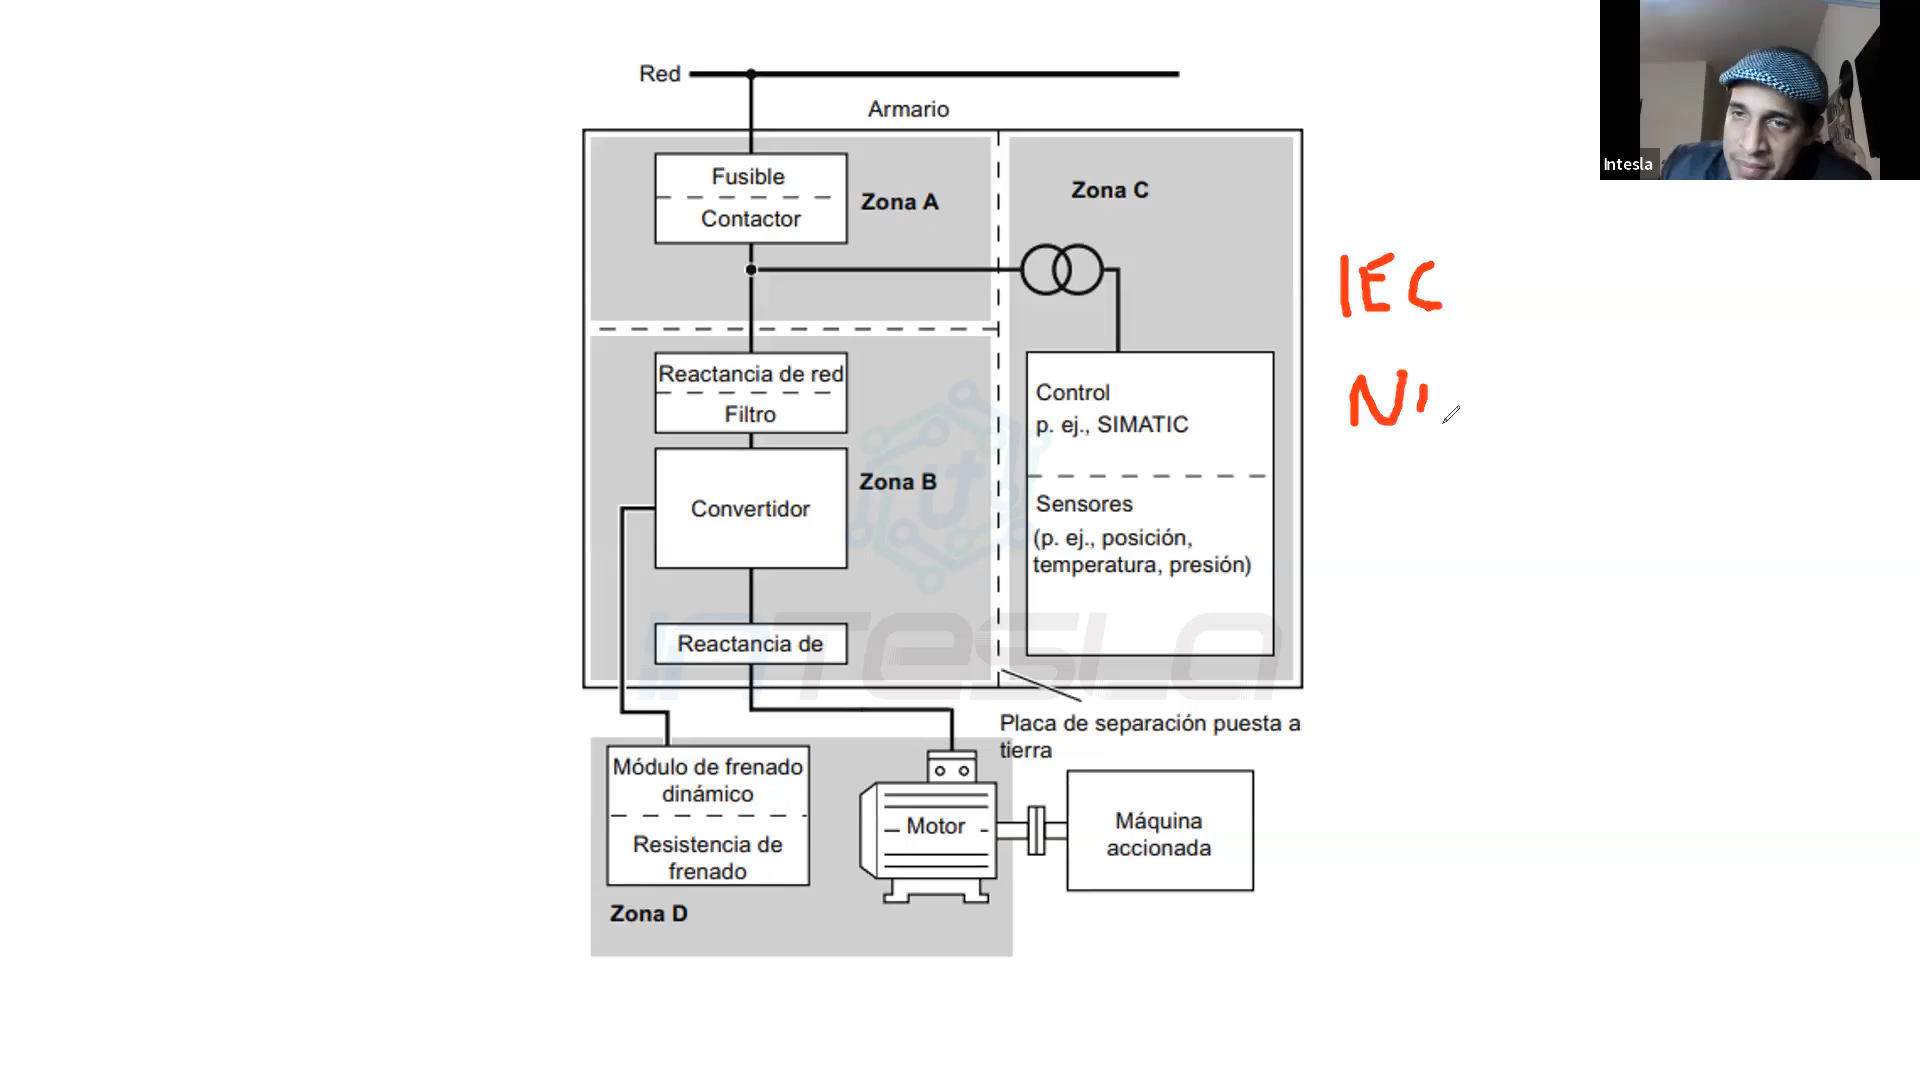 Red
Armario
Fusible
Contactor
Zona A
Zona C
Reactancia de red
Filtro
Zona B
Convertidor
Reactancia de
Control
p. ej., SIMATIC
Sensores
(p. ej., posición,
temperatura, presión)
Placa de separación puesta a
tierra
Módulo de frenado
dinámico
Resistencia de
frenado
Zona D
Motor
Máquina
accionada
IEC
INTESLA
Intesla